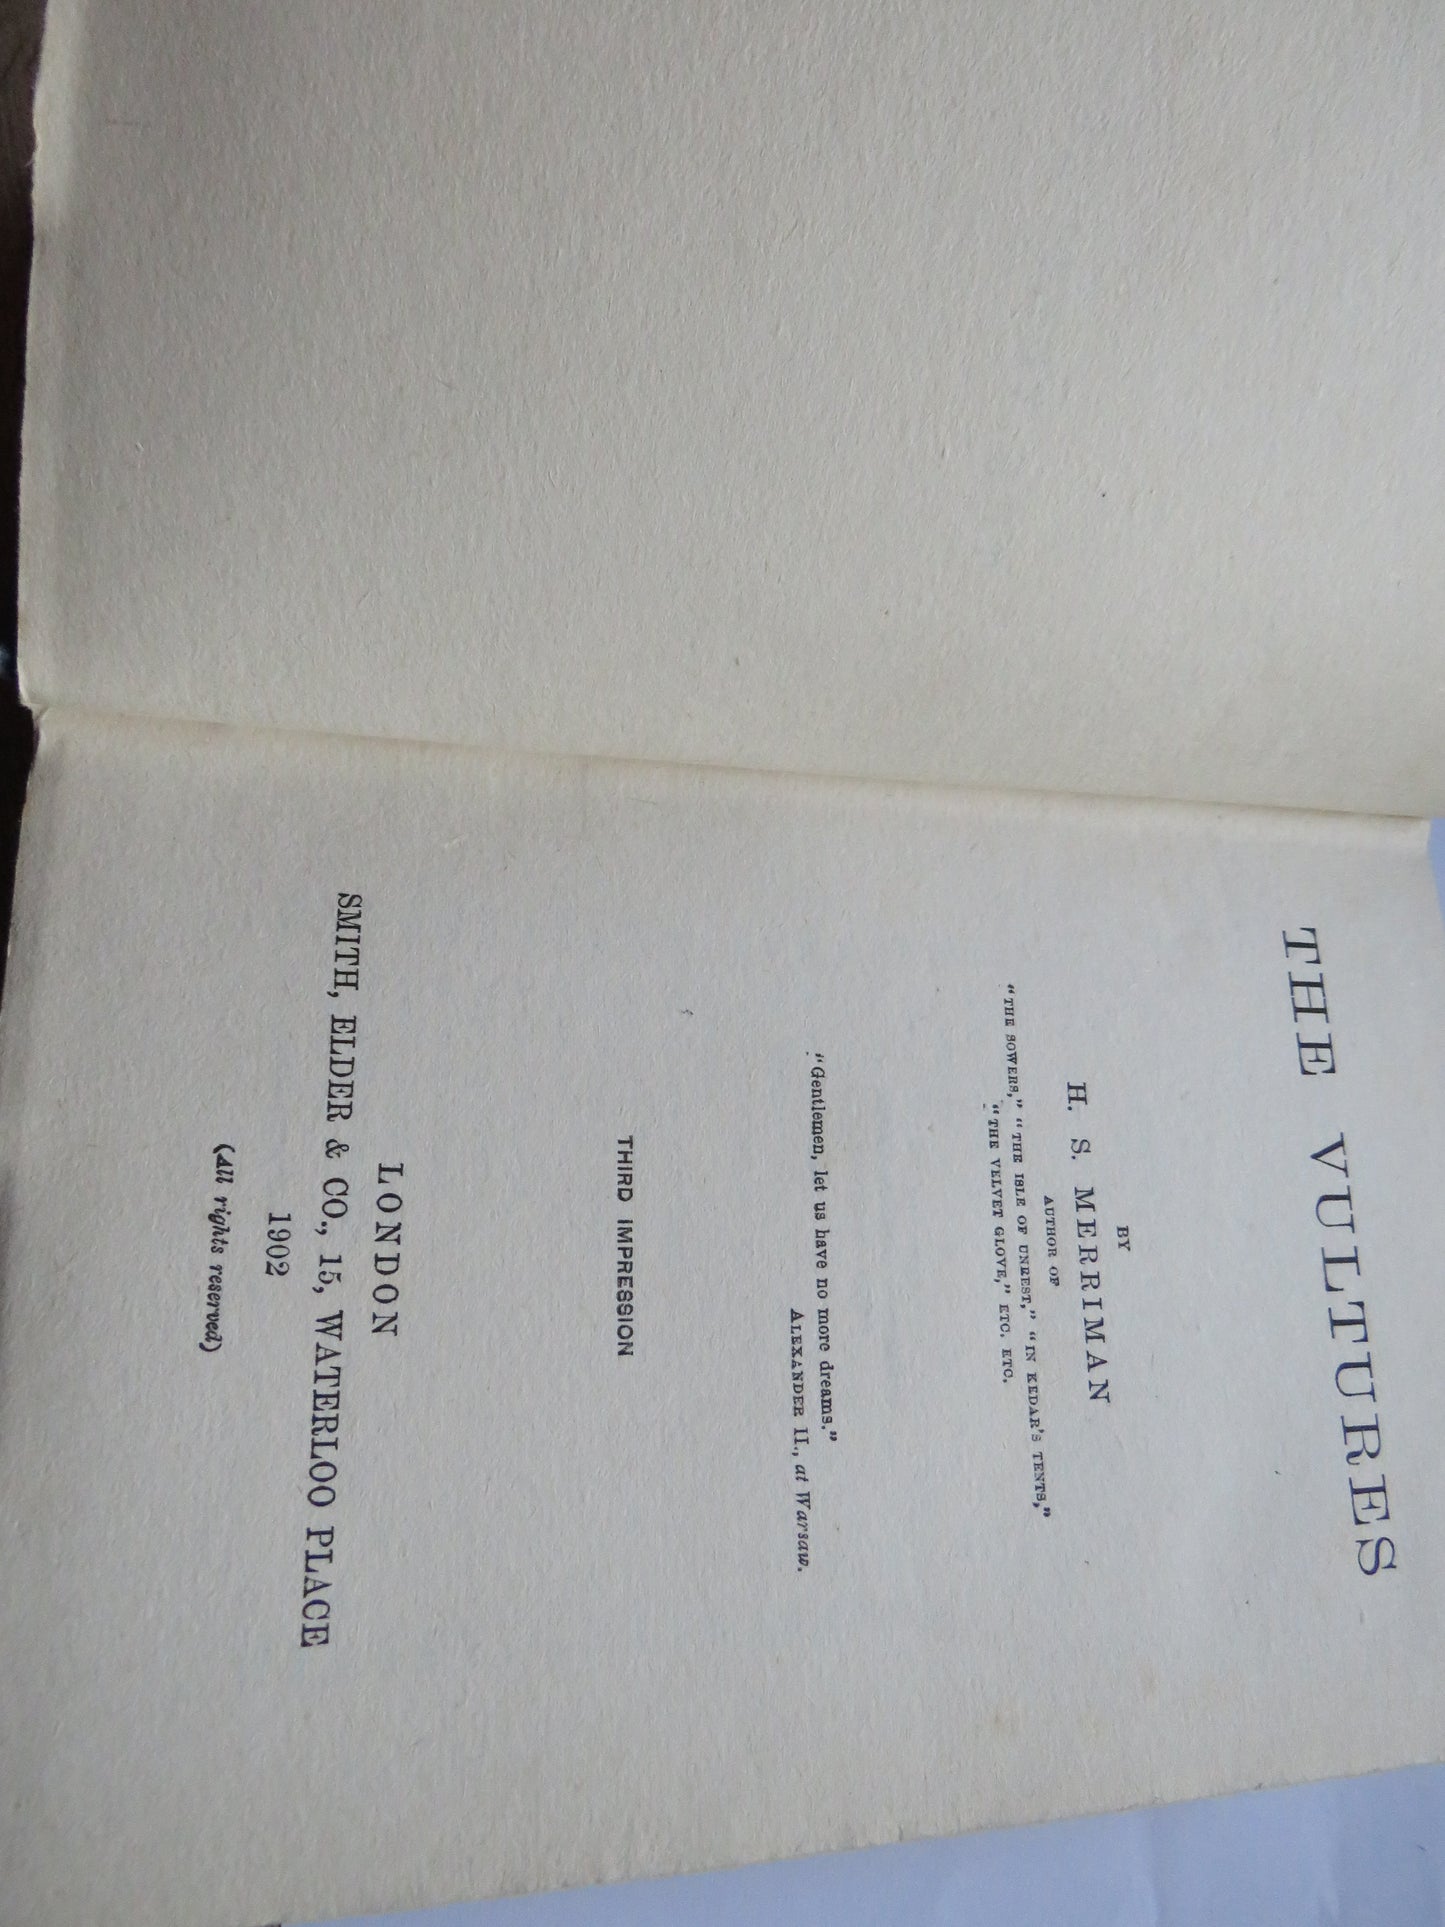 THE VULTURES
BY
H. S. MERRIMAN
AUTHOR OF
"THE SOWERS," "THE ISLE OF UNREST," "IN KEDAR'S TENTS,"
"THE VELVET GLOVE," ETC. ETC.
"Gentlemen, let us have no more dreams."
ALEXANDER II., at Warsaw.
THIRD IMPRESSION
LONDON
SMITH, ELDER & CO., 15, WATERLOO PLACE
1902
(All rights reserved)